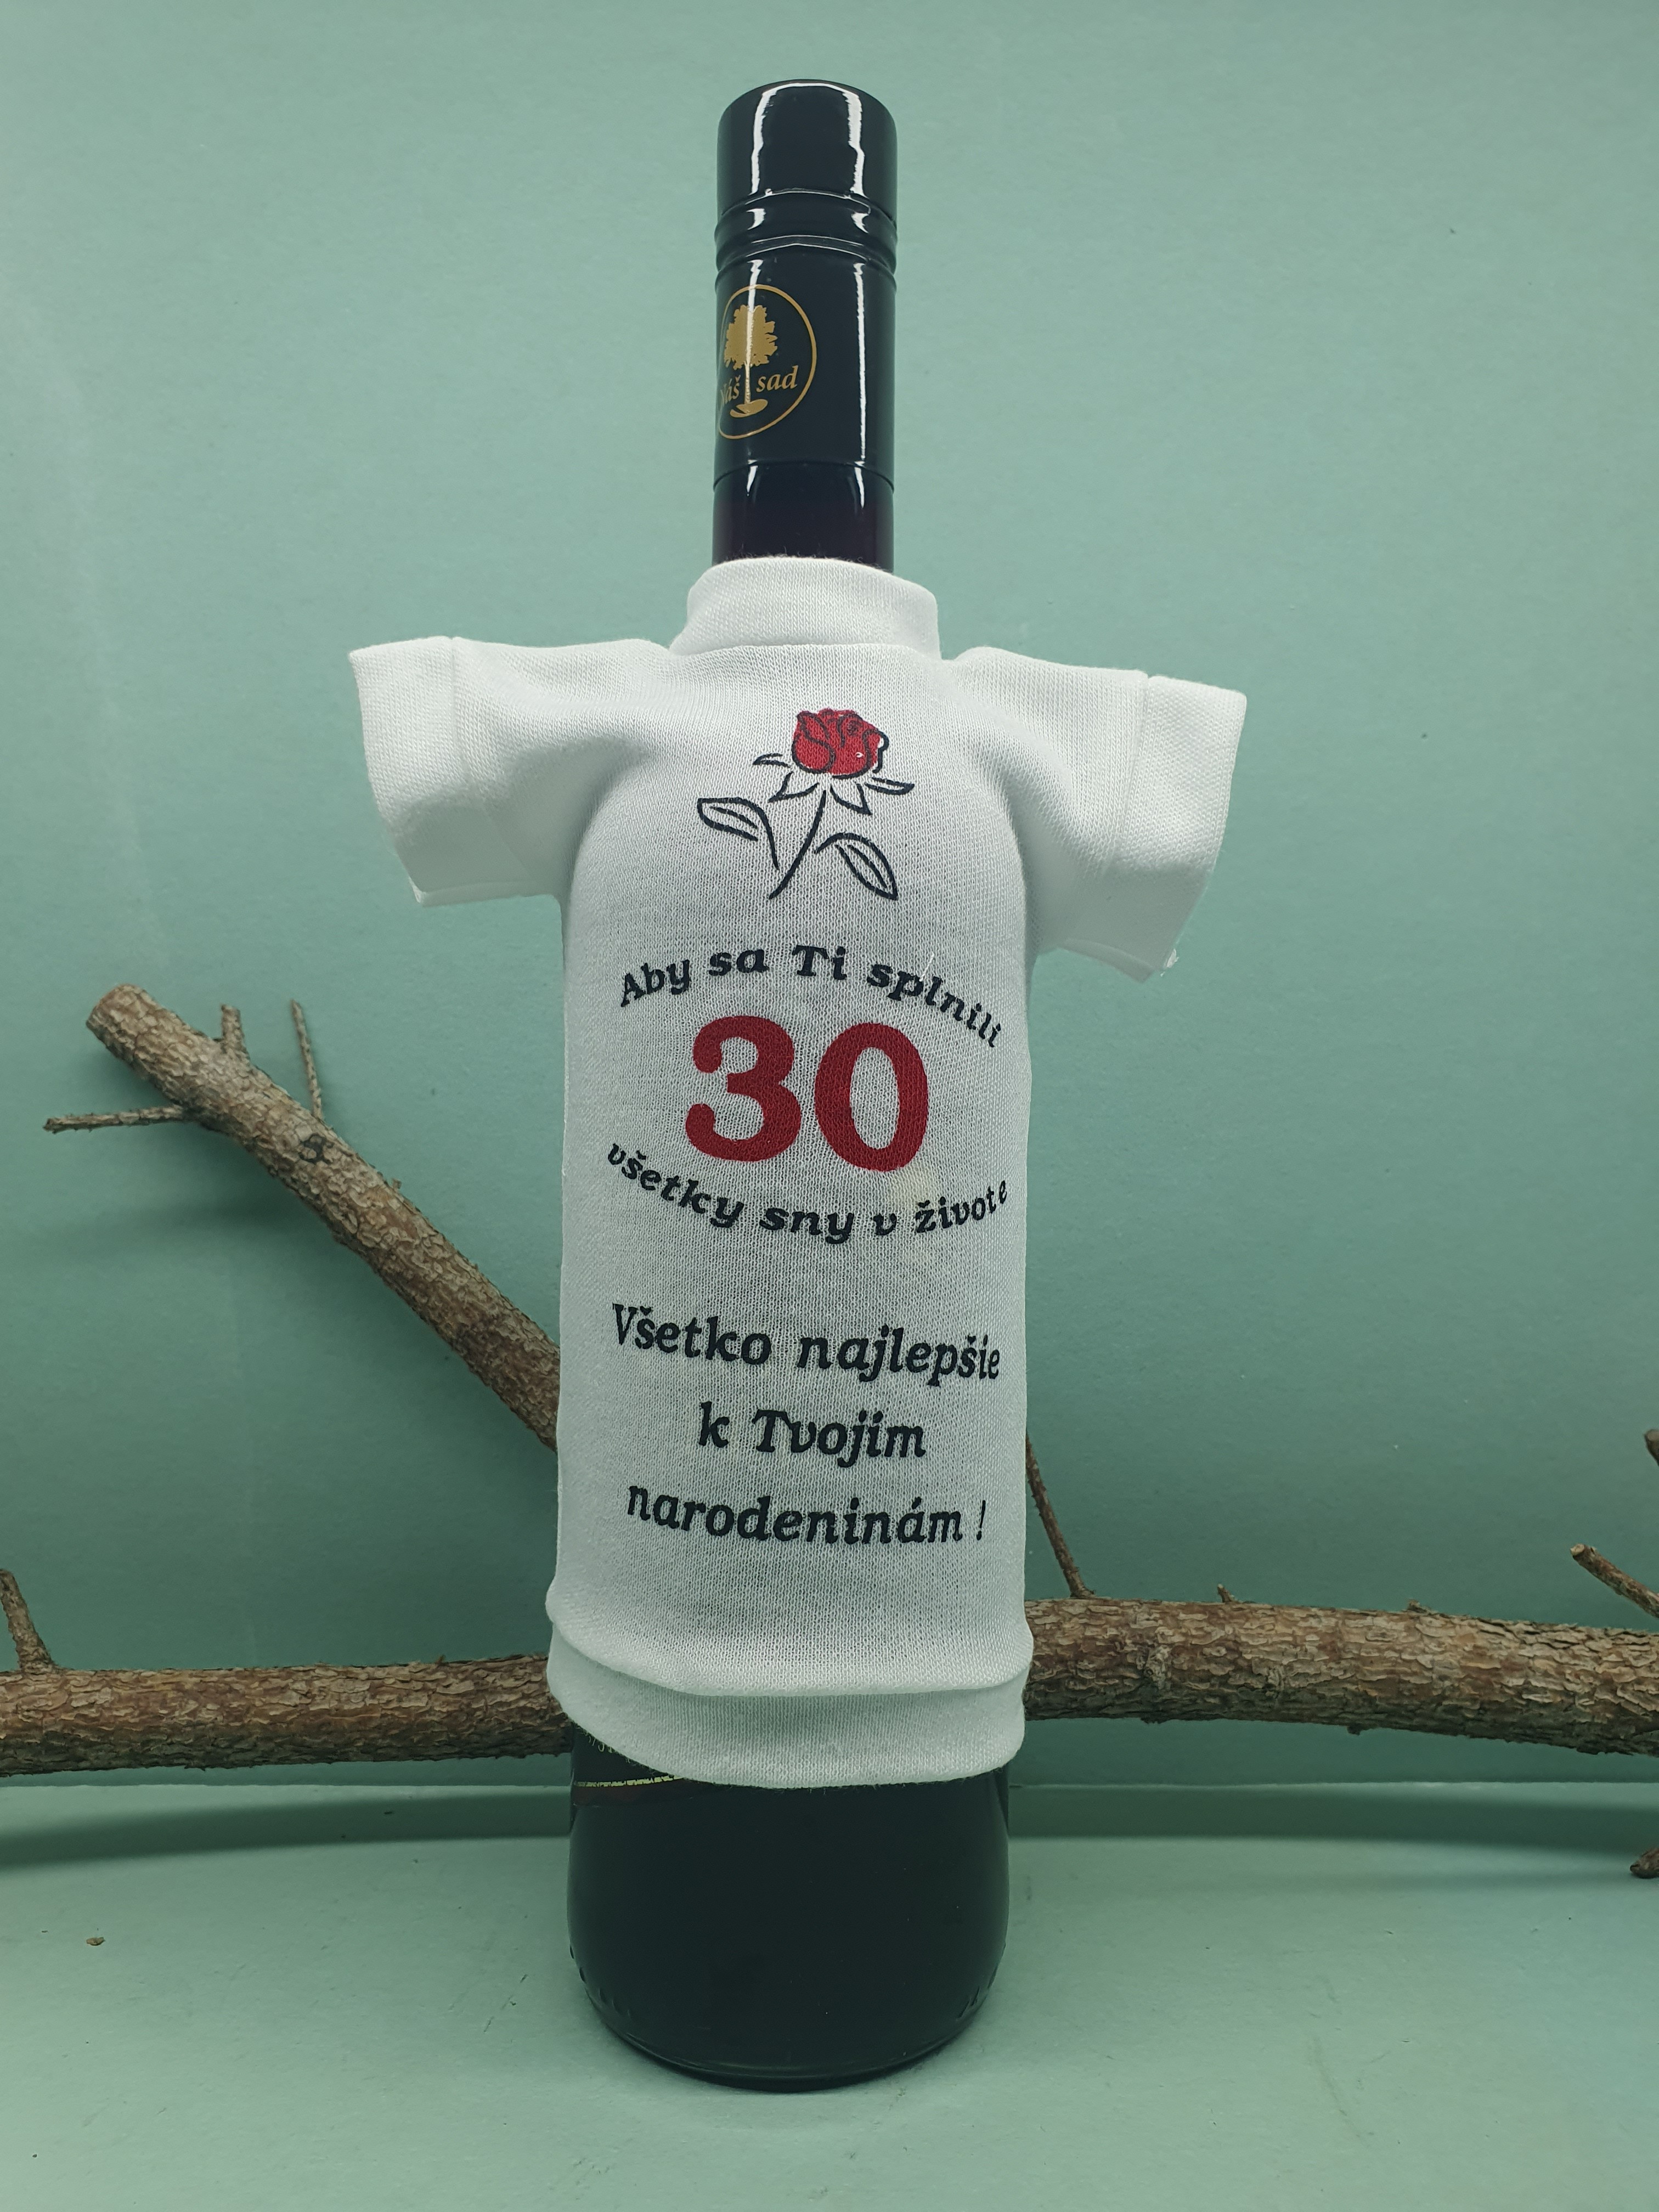 sad
Aby sa Ti splnili
30
všetky sny v živote
Všetko najlepšie
k Tvojim
narodeninám !